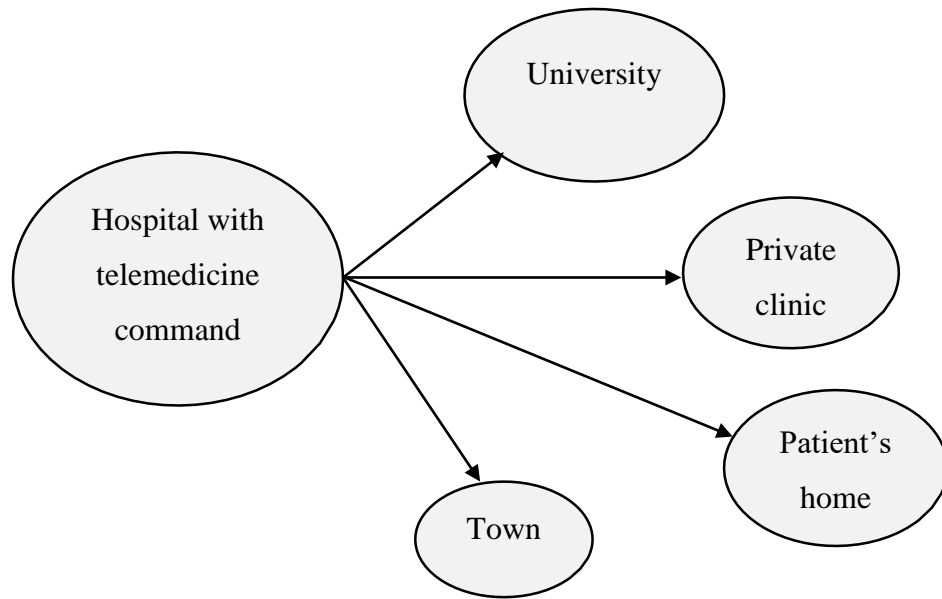 University
Hospital with
telemedicine
command
Private
clinic
Patient’s
home
Town